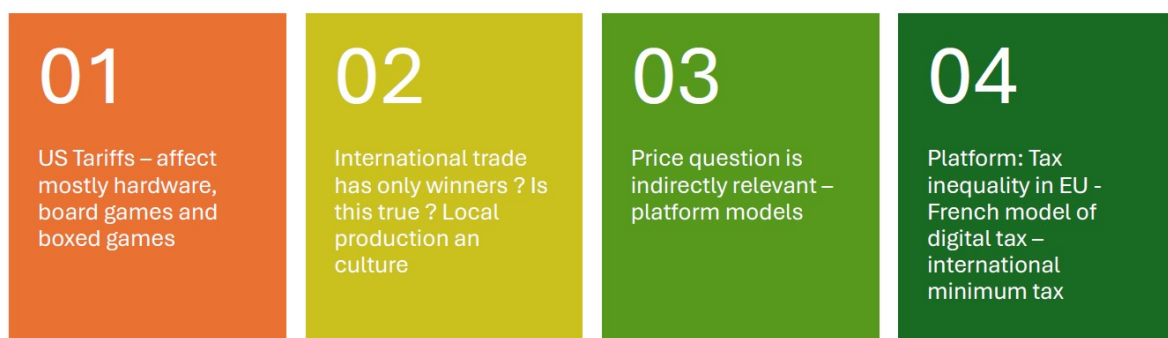 01
US Tariffs – affect
mostly hardware,
board games and
boxed games
02
International trade
has only winners ? Is
this true ? Local
production an
culture
03
Price question is
indirectly relevant –
platform models
04
Platform: Tax
inequality in EU -
French model of
digital tax –
international
minimum tax